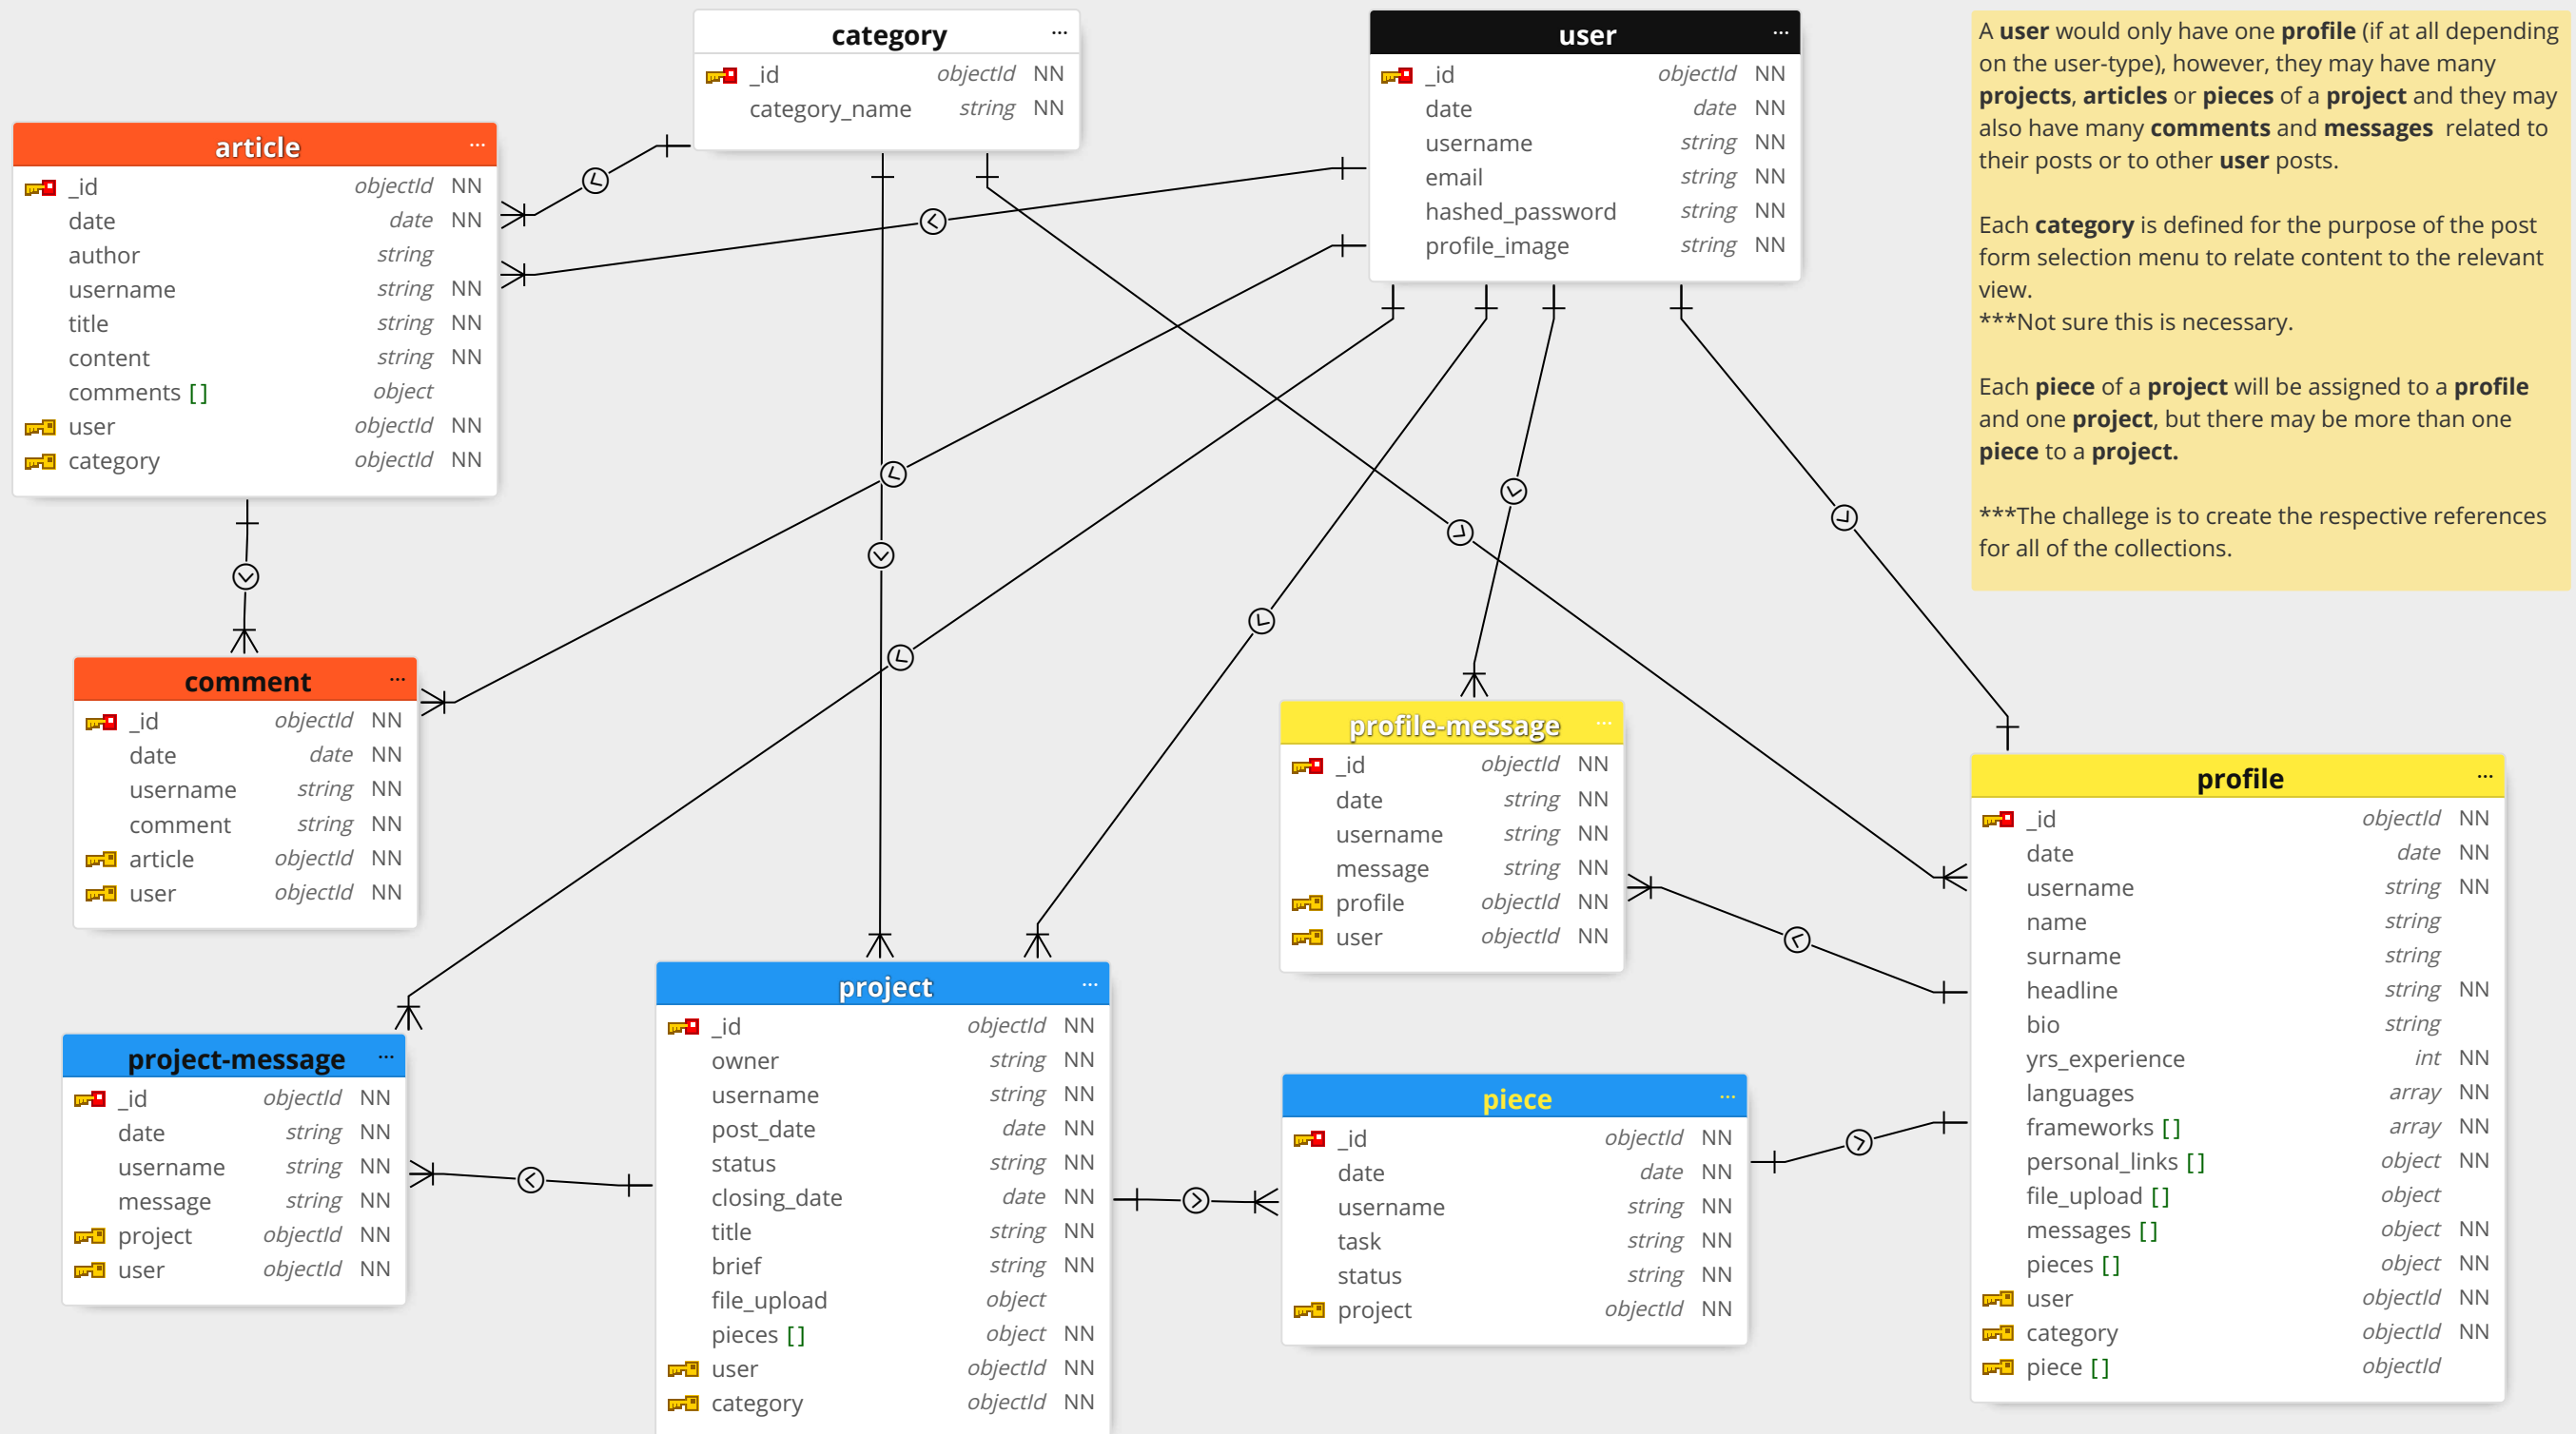 category ...
_id objectId NN
category_name string NN
user ...
_id objectId NN
date date NN
username string NN
email string NN
hashed_password string NN
profile_image string NN
A user would only have one profile (if at all depending
on the user-type), however, they may have many
projects, articles or pieces of a project and they may
also have many comments and messages related to
their posts or to other user posts.
Each category is defined for the purpose of the post
form selection menu to relate content to the relevant
view.
***Not sure this is necessary.
Each piece of a project will be assigned to a profile
and one project, but there may be more than one
piece to a project.
***The challege is to create the respective references
for all of the collections.
article ...
_id objectId NN
date date NN
author string
username string NN
title string NN
content string NN
comments [] object
user objectId NN
category objectId NN
comment ...
_id objectId NN
date date NN
username string NN
comment string NN
article objectId NN
user objectId NN
profile-message ...
_id objectId NN
date string NN
username string NN
message string NN
profile objectId NN
user objectId NN
profile ...
_id objectId NN
date date NN
username string NN
name string
surname string
headline string NN
bio string
yrs_experience int NN
languages array NN
frameworks [] array NN
personal_links [] object NN
file_upload [] object
messages [] object NN
pieces [] object NN
user objectId NN
category objectId NN
piece [] objectId
project-message ...
_id objectId NN
date string NN
username string NN
message string NN
project objectId NN
user objectId NN
project ...
_id objectId NN
owner string NN
username string NN
post_date date NN
status string NN
closing_date date NN
title string NN
brief string NN
file_upload object
pieces [] object NN
user objectId NN
category objectId NN
piece ...
_id objectId NN
date date NN
username string NN
task string NN
status string NN
project objectId NN